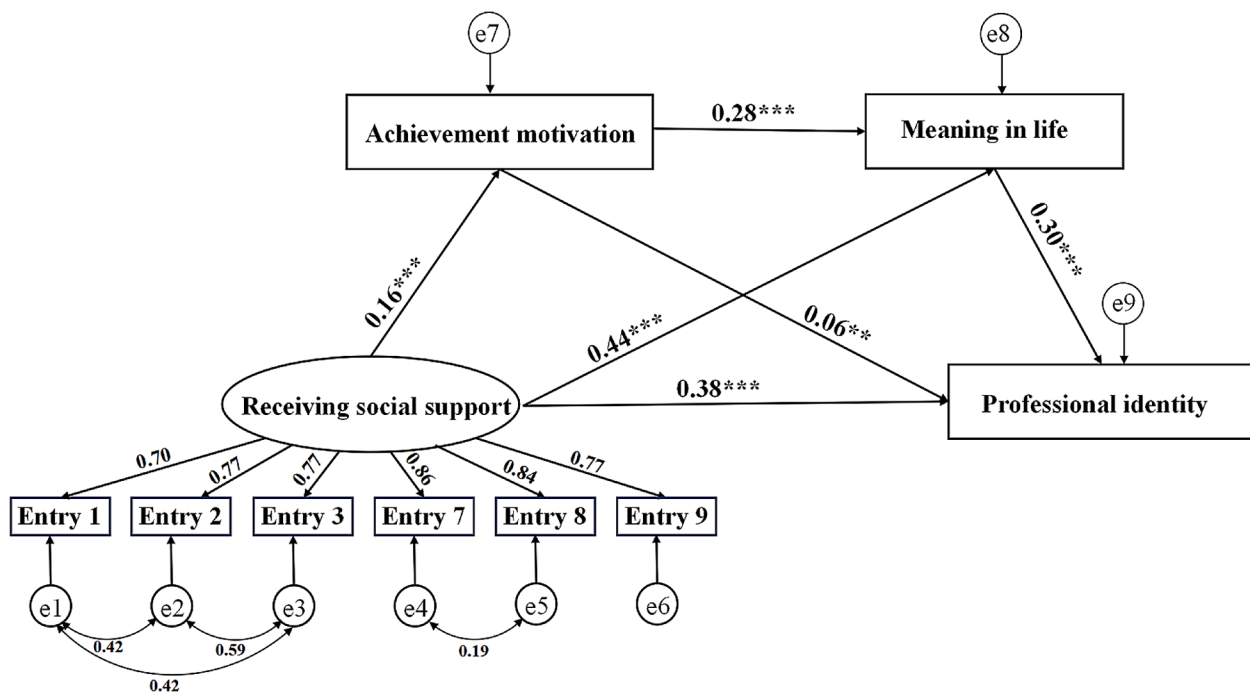 e7
e8
Achievement motivation
0.28***
Meaning in life
0.16***
0.44***
0.06**
0.30***
e9
Receiving social support
0.38***
Professional identity
0.70
0.77
0.77
0.86
0.84
0.77
Entry 1
Entry 2
Entry 3
Entry 7
Entry 8
Entry 9
e1
e2
e3
e4
e5
e6
0.42
0.59
0.19
0.42